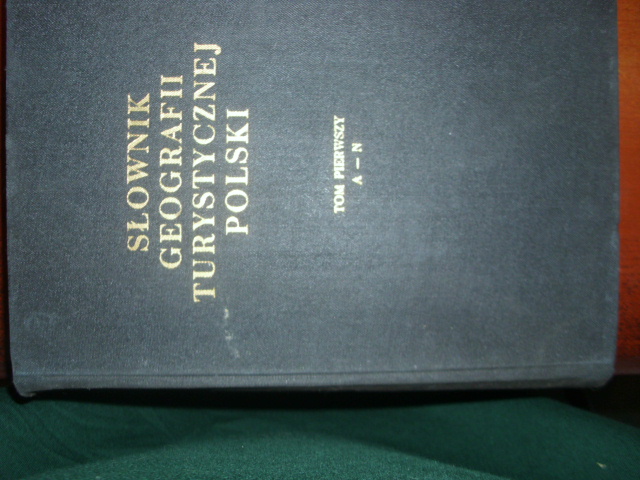 SŁOWNIK
GEOGRAFII
TURYSTYCZNEJ
POLSKI
TOM PIERWSZY
A — N